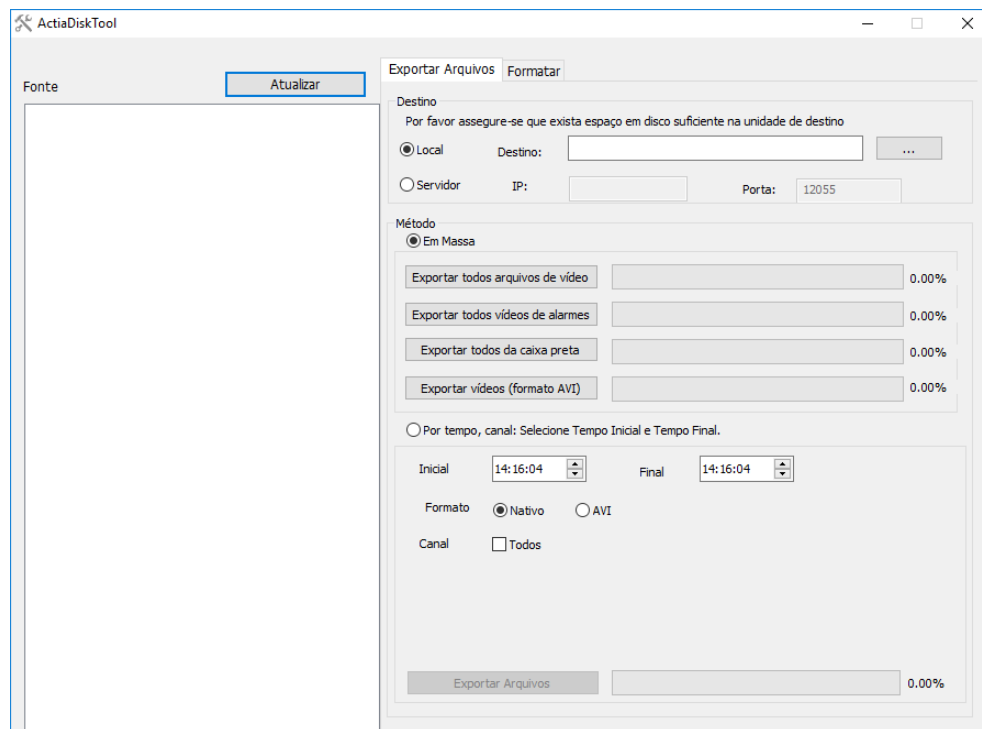 ActiaDiskTool
Fonte
Atualizar
Exportar Arquivos
Formatar
Destino
Por favor assegure-se que exista espaço em disco suficiente na unidade de destino
Local
Destino:
...
Servidor
IP:
Porta:
12055
Método
Em Massa
Exportar todos arquivos de vídeo
0.00%
Exportar todos vídeos de alarmes
0.00%
Exportar todos da caixa preta
0.00%
Exportar vídeos (formato AVI)
0.00%
Por tempo, canal: Selecione Tempo Inicial e Tempo Final.
Inicial
14:16:04
Final
14:16:04
Formato
Nativo
AVI
Canal
Todos
Exportar Arquivos
0.00%